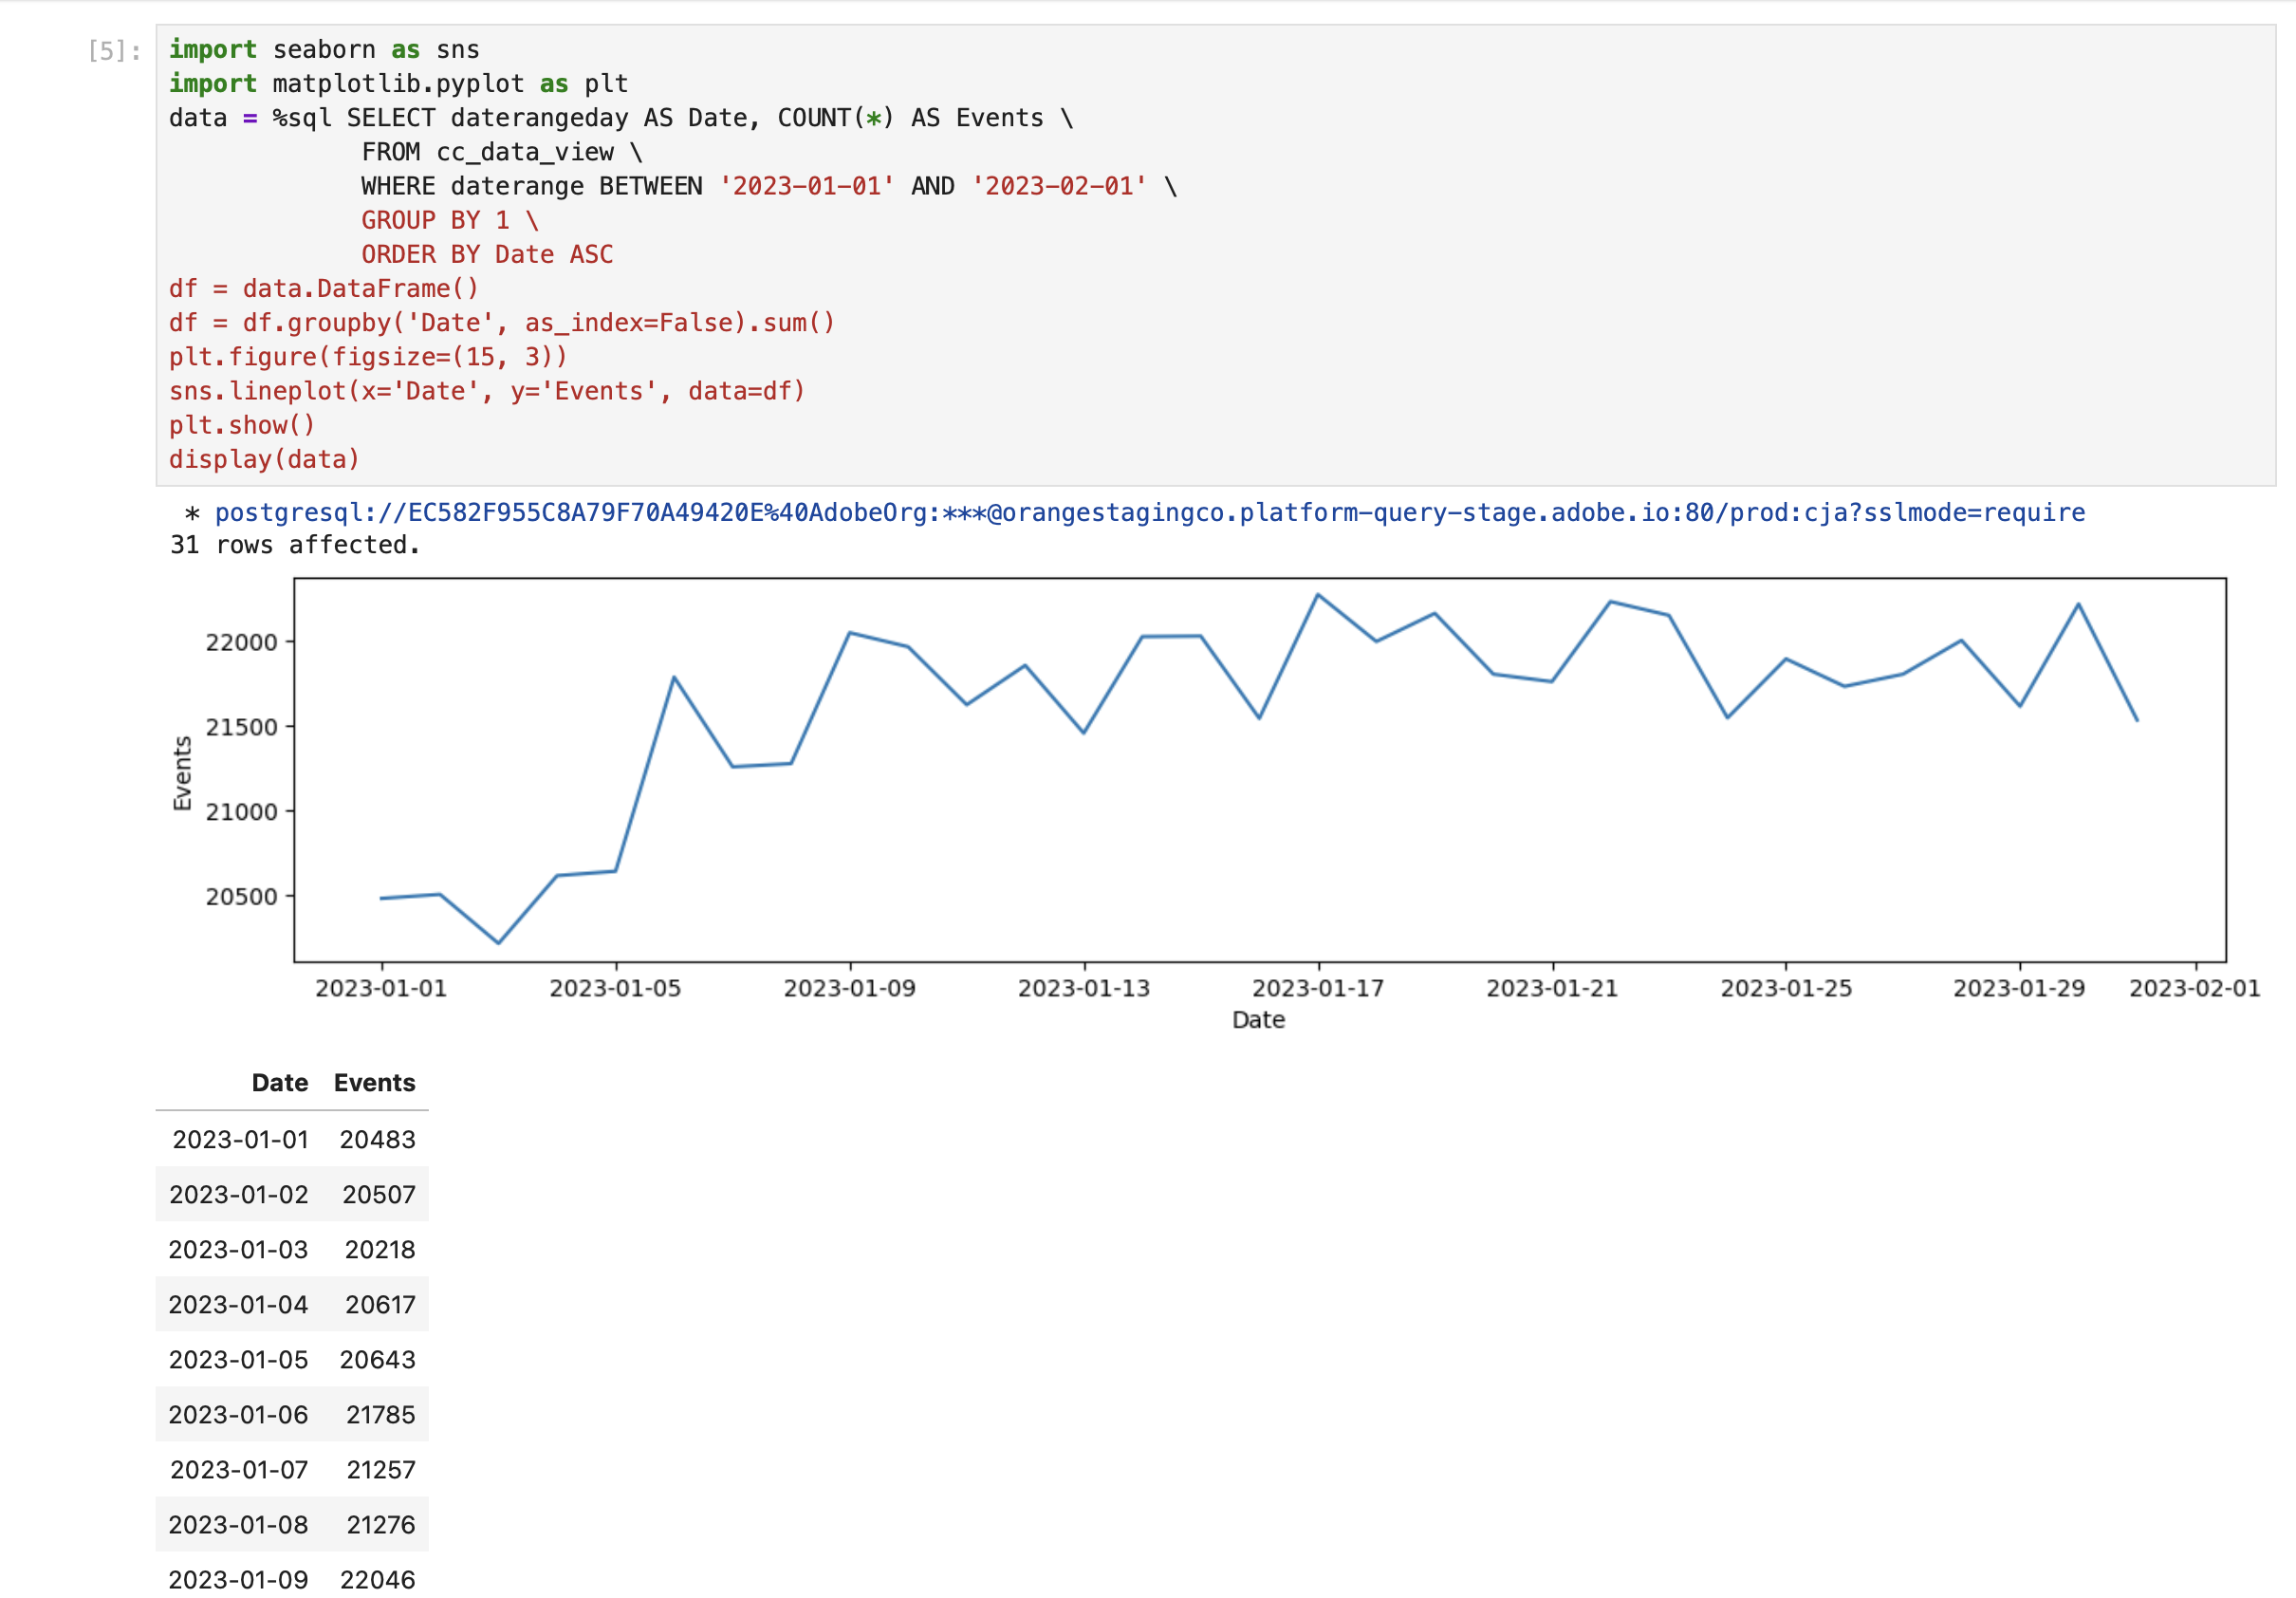 [5]:
import seaborn as sns
import matplotlib.pyplot as plt
data = %sql SELECT daterangeday AS Date, COUNT(*) AS Events \
FROM cc_data_view \
WHERE daterange BETWEEN '2023-01-01' AND '2023-02-01' \
GROUP BY 1 \
ORDER BY Date ASC
df = data.DataFrame()
df = df.groupby('Date', as_index=False).sum()
plt.figure(figsize=(15, 3))
sns.lineplot(x='Date', y='Events', data=df)
plt.show()
display(data)
* postgresql://EC582F955C8A79F70A49420E%40AdobeOrg:***@orangestagingco.platform-query-stage.adobe.io:80/prod:cja?sslmode=require
31 rows affected.
22000
21500
21000
20500
Events
2023-01-01 2023-01-05 2023-01-09 2023-01-13 2023-01-17 2023-01-21 2023-01-25 2023-01-29 2023-02-01
Date
Date Events
2023-01-01 20483
2023-01-02 20507
2023-01-03 20218
2023-01-04 20617
2023-01-05 20643
2023-01-06 21785
2023-01-07 21257
2023-01-08 21276
2023-01-09 22046